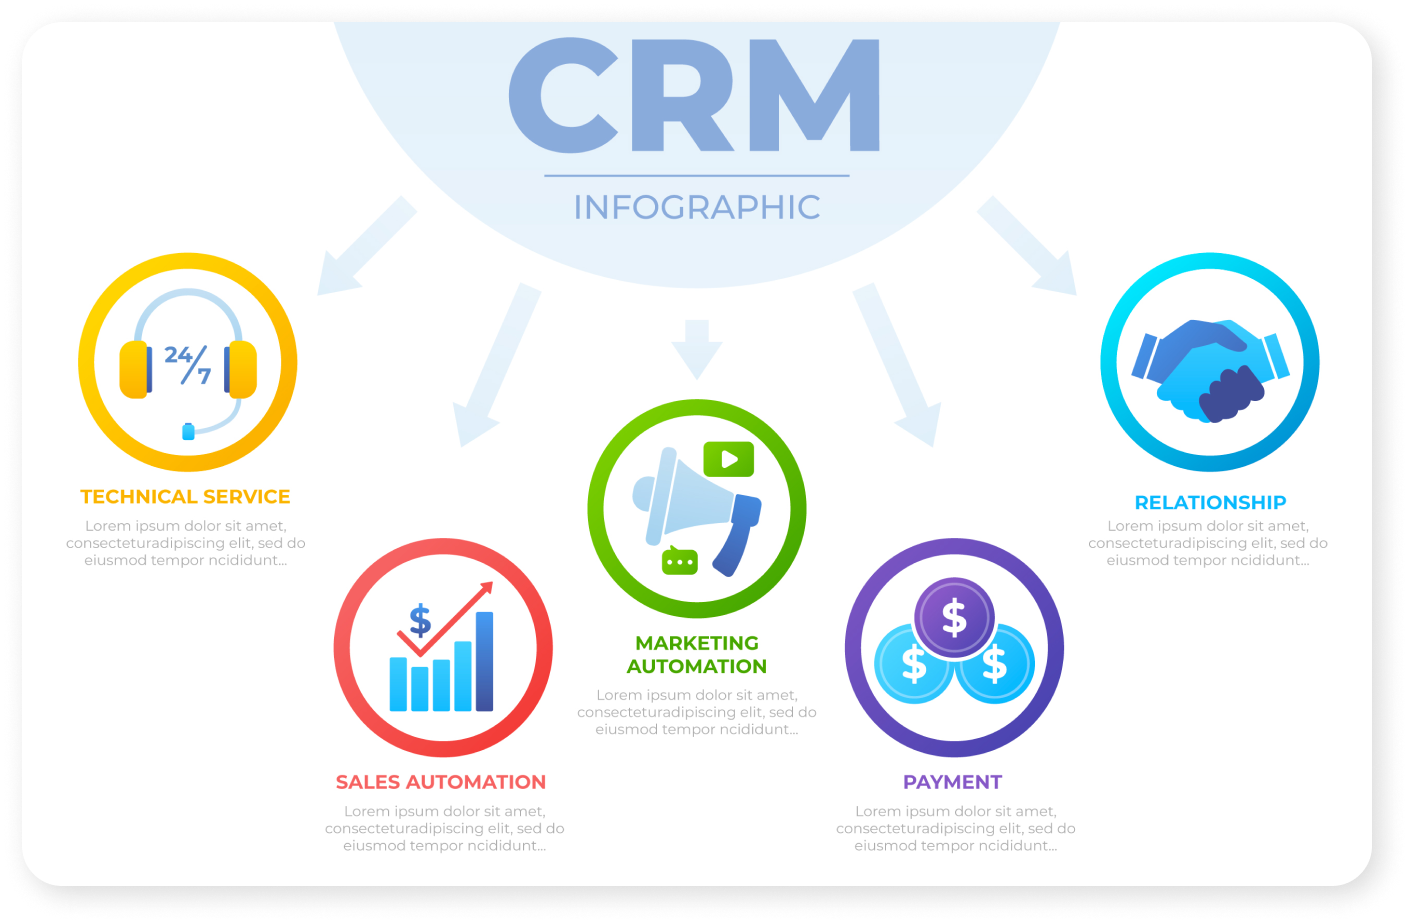 CRM
INFOGRAPHIC
24/7
TECHNICAL SERVICE
Lorem ipsum dolor sit amet,
consecteturadipiscing elit, sed do
eiusmod tempor ncididunt...
$
SALES AUTOMATION
Lorem ipsum dolor sit amet,
consecteturadipiscing elit, sed do
eiusmod tempor ncididunt...
MARKETING
AUTOMATION
Lorem ipsum dolor sit amet,
consecteturadipiscing elit, sed do
eiusmod tempor ncididunt...
$
$ $
PAYMENT
Lorem ipsum dolor sit amet,
consecteturadipiscing elit, sed do
eiusmod tempor ncididunt...
RELATIONSHIP
Lorem ipsum dolor sit amet,
consecteturadipiscing elit, sed do
eiusmod tempor ncididunt...